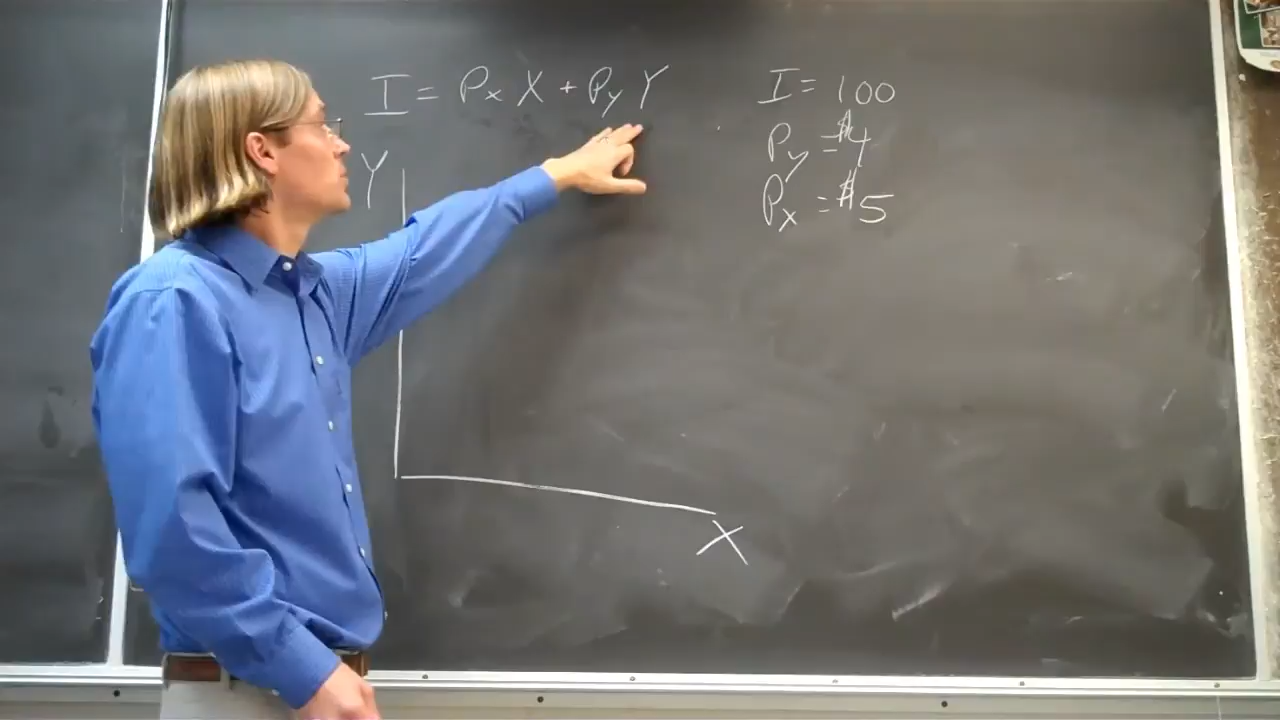 I = Px X + Py Y
I = 100
Py = $4
Px = $5
Y
X